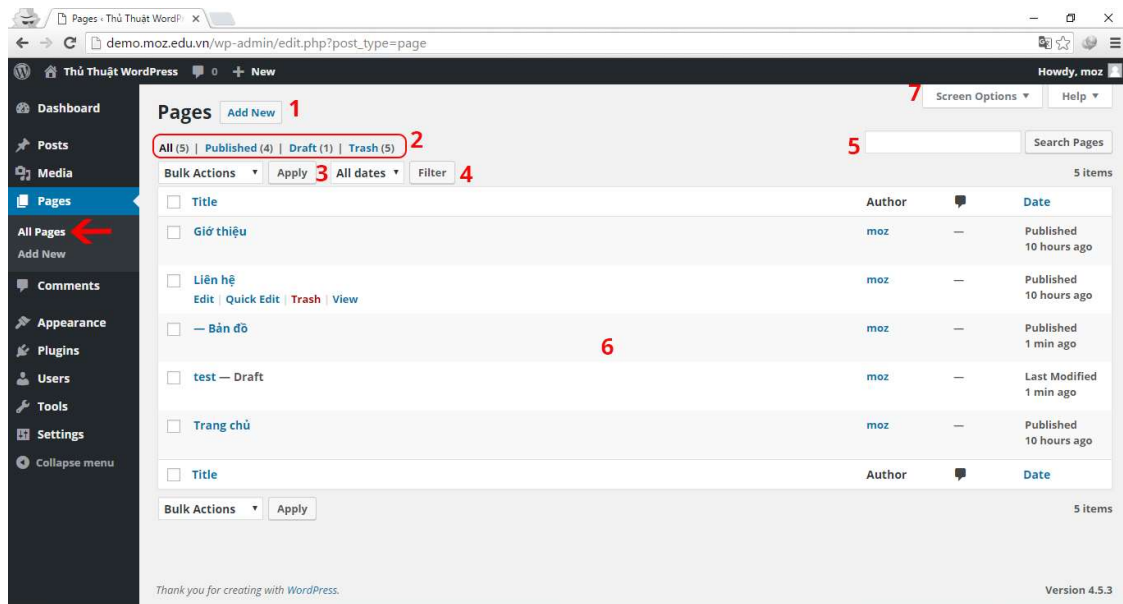 Pages ‹ Thủ Thuật WordP
demo.moz.edu.vn/wp-admin/edit.php?post_type=page
Thủ Thuật WordPress 0 + New Howdy, moz
Dashboard
Posts
Media
Pages
All Pages
Add New
Comments
Appearance
Plugins
Users
Tools
Settings
Collapse menu
Pages Add New 1 7 Screen Options ▼ Help ▼
All (5) | Published (4) | Draft (1) | Trash (5) 2 5 Search Pages
Bulk Actions ▼ Apply 3 All dates ▼ Filter 4 5 items
Title Author Date
Giớ thiệu moz — Published
10 hours ago
Liên hệ moz — Published
Edit | Quick Edit | Trash | View 10 hours ago
— Bản đồ moz — Published
6 1 min ago
test — Draft moz — Last Modified
1 min ago
Trang chủ moz — Published
10 hours ago
Title Author Date
Bulk Actions ▼ Apply 5 items
Thank you for creating with WordPress. Version 4.5.3